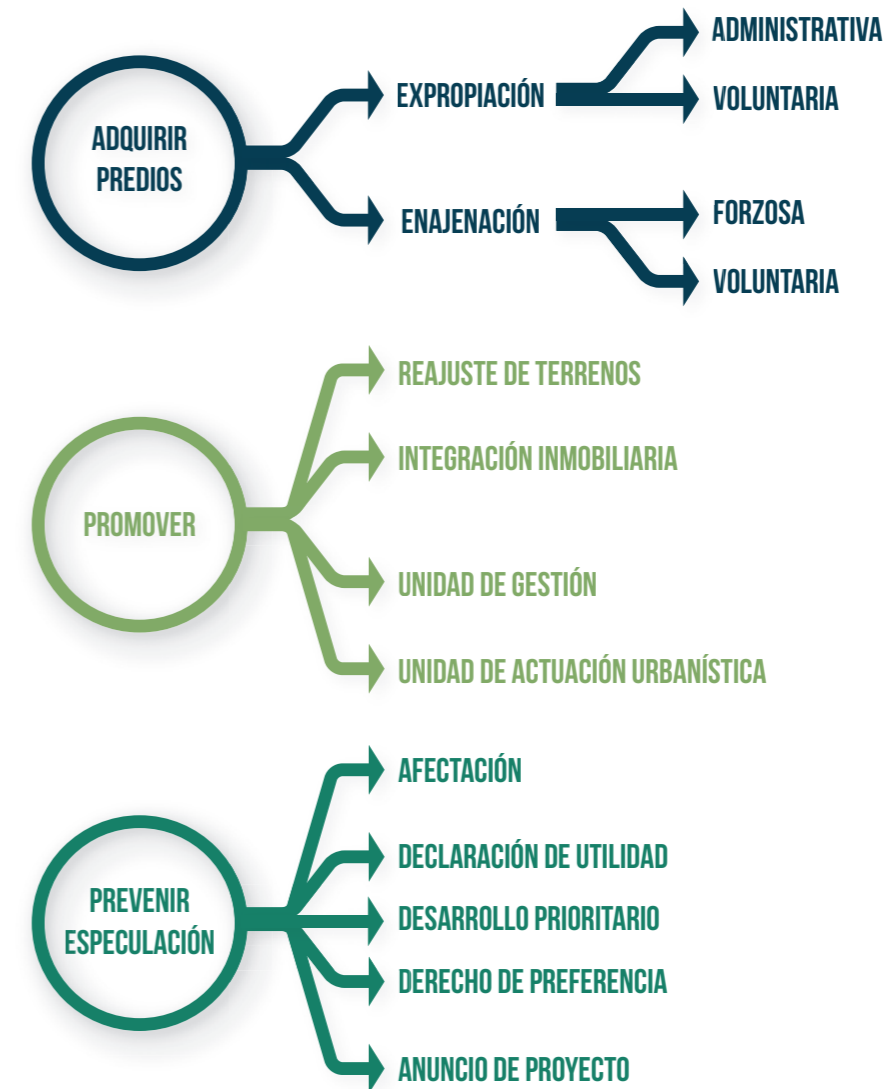 ADQUIRIR
PREDIOS
EXPROPIACIÓN
ADMINISTRATIVA
VOLUNTARIA
ENAJENACIÓN
FORZOSA
VOLUNTARIA
PROMOVER
REAJUSTE DE TERRENOS
INTEGRACIÓN INMOBILIARIA
UNIDAD DE GESTIÓN
UNIDAD DE ACTUACIÓN URBANÍSTICA
PREVENIR
ESPECULACIÓN
AFECTACIÓN
DECLARACIÓN DE UTILIDAD
DESARROLLO PRIORITARIO
DERECHO DE PREFERENCIA
ANUNCIO DE PROYECTO